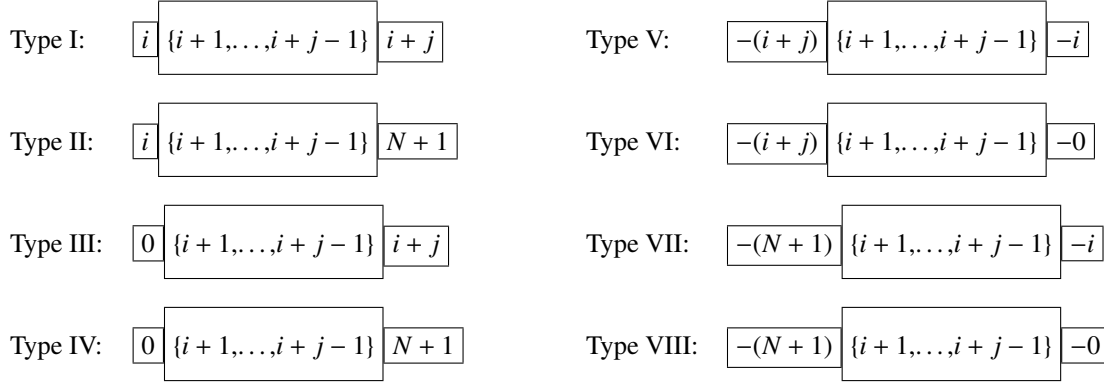 Type I: i {i + 1,...,i + j − 1} i + j
Type V: −(i + j) {i + 1,...,i + j − 1} −i
Type II: i {i + 1,...,i + j − 1} N + 1
Type VI: −(i + j) {i + 1,...,i + j − 1} −0
Type III: 0 {i + 1,...,i + j − 1} i + j
Type VII: −(N + 1) {i + 1,...,i + j − 1} −i
Type IV: 0 {i + 1,...,i + j − 1} N + 1
Type VIII: −(N + 1) {i + 1,...,i + j − 1} −0